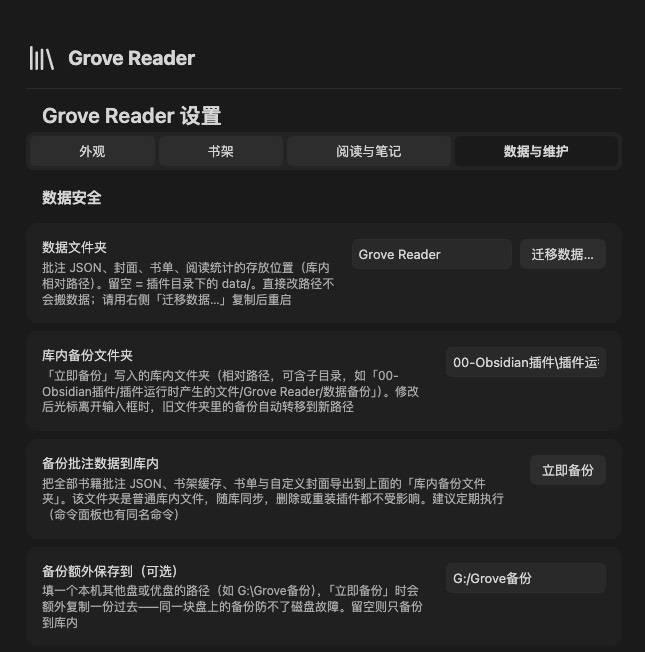 Grove Reader
Grove Reader 设置
外观
书架
阅读与笔记
数据与维护
数据安全
数据文件夹
批注 JSON、封面、书单、阅读统计的存放位置（库内
相对路径）。留空 = 插件目录下的 data/。直接改路径不
会搬数据；请用右侧「迁移数据...」复制后重启
Grove Reader
迁移数据...
库内备份文件夹
「立即备份」写入的库内文件夹（相对路径，可含子目录，如「00-
Obsidian插件/插件运行时产生的文件/Grove Reader/数据备份」）。修改
后光标离开输入框时，旧文件夹里的备份自动转移到新路径
00-Obsidian插件\插件运行
备份批注数据到库内
把全部书籍批注 JSON、书架缓存、书单与自定义封面导出到上面的「库内备份文件
夹」。该文件夹是普通库内文件，随库同步，删除或重装插件都不受影响。建议定期执行
（命令面板也有同名命令）
立即备份
备份额外保存到（可选）
填一个本机其他盘或优盘的路径（如 G:\Grove备份），「立即备份」时会
额外复制一份过去——同一块盘上的备份防不了磁盘故障。留空则只备份
到库内
G:/Grove备份